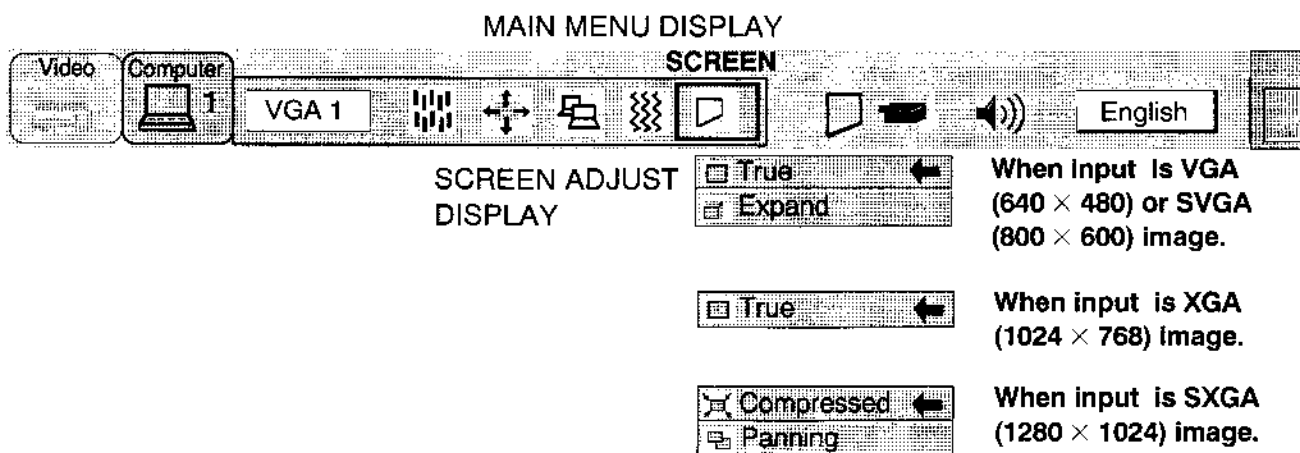 MAIN MENU DISPLAY
SCREEN
Video
Computer
1
VGA 1
English
SCREEN ADJUST
DISPLAY
True
Expand
When input is VGA
(640 × 480) or SVGA
(800 × 600) image.
True
When input is XGA
(1024 × 768) image.
Compressed
Panning
When input is SXGA
(1280 × 1024) image.